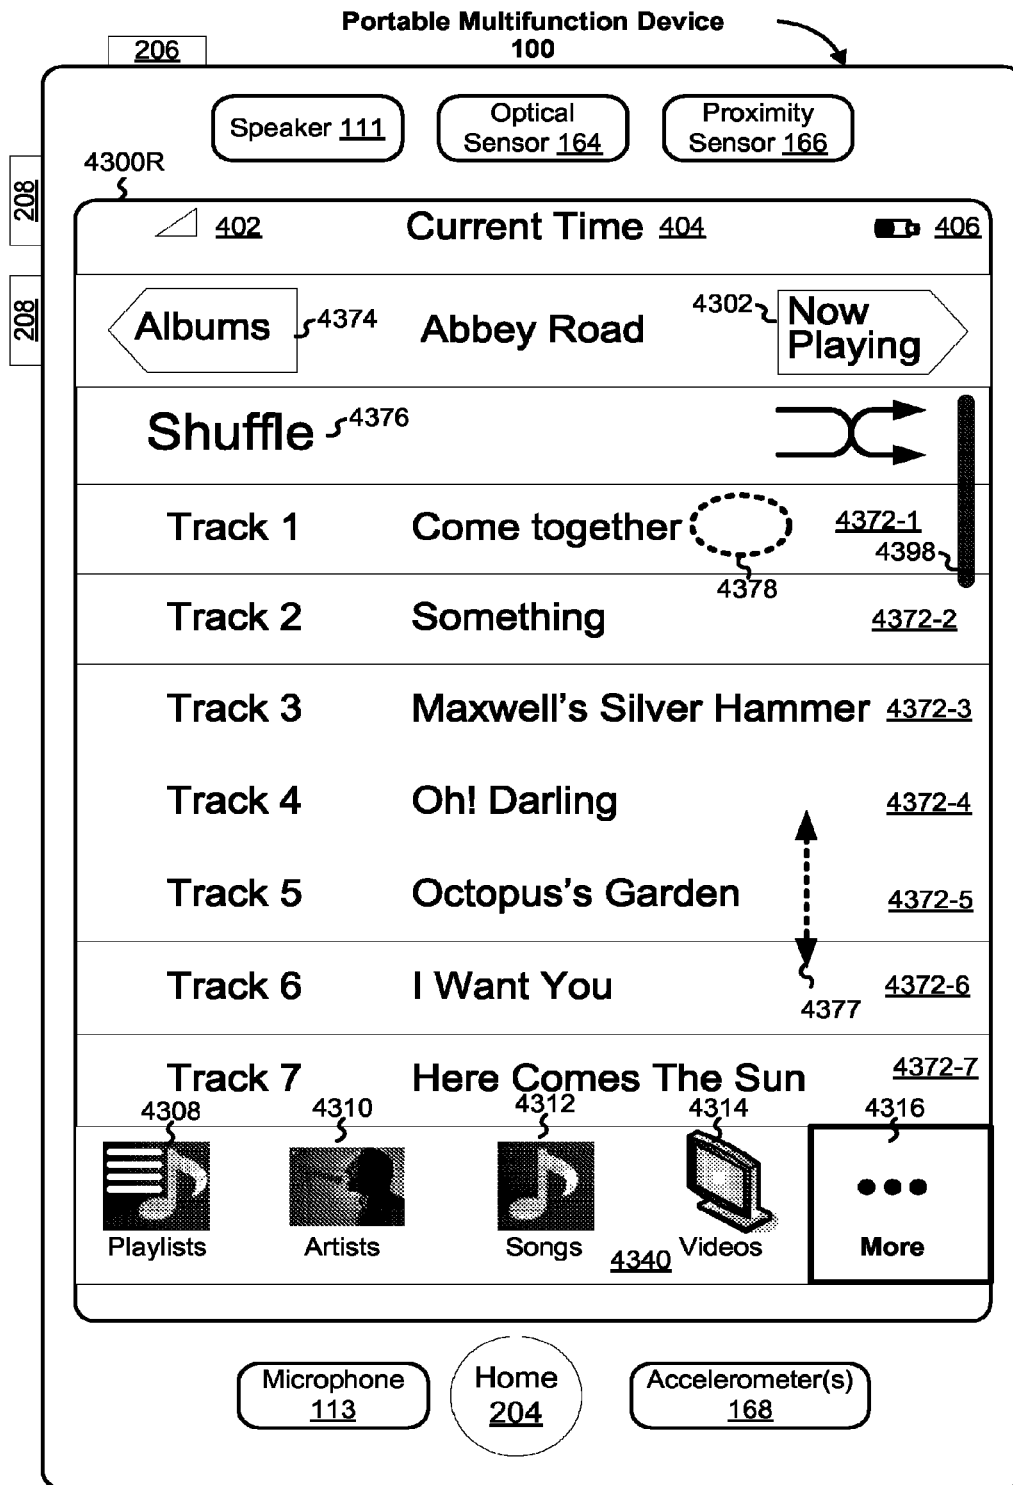 Portable Multifunction Device
100
206
Speaker 111
Optical
Sensor 164
Proximity
Sensor 166
4300R
208
208
402
Current Time 404
406
Albums
4374
Abbey Road
4302
Now
Playing
Shuffle
4376
Track 1
Come together
4372-1
4398
4378
Track 2
Something
4372-2
Track 3
Maxwell's Silver Hammer
4372-3
Track 4
Oh! Darling
4372-4
Track 5
Octopus's Garden
4372-5
Track 6
I Want You
4372-6
4377
Track 7
Here Comes The Sun
4372-7
4308
4310
4312
4314
4316
Playlists
Artists
Songs
Videos
More
4340
Microphone
113
Home
204
Accelerometer(s)
168